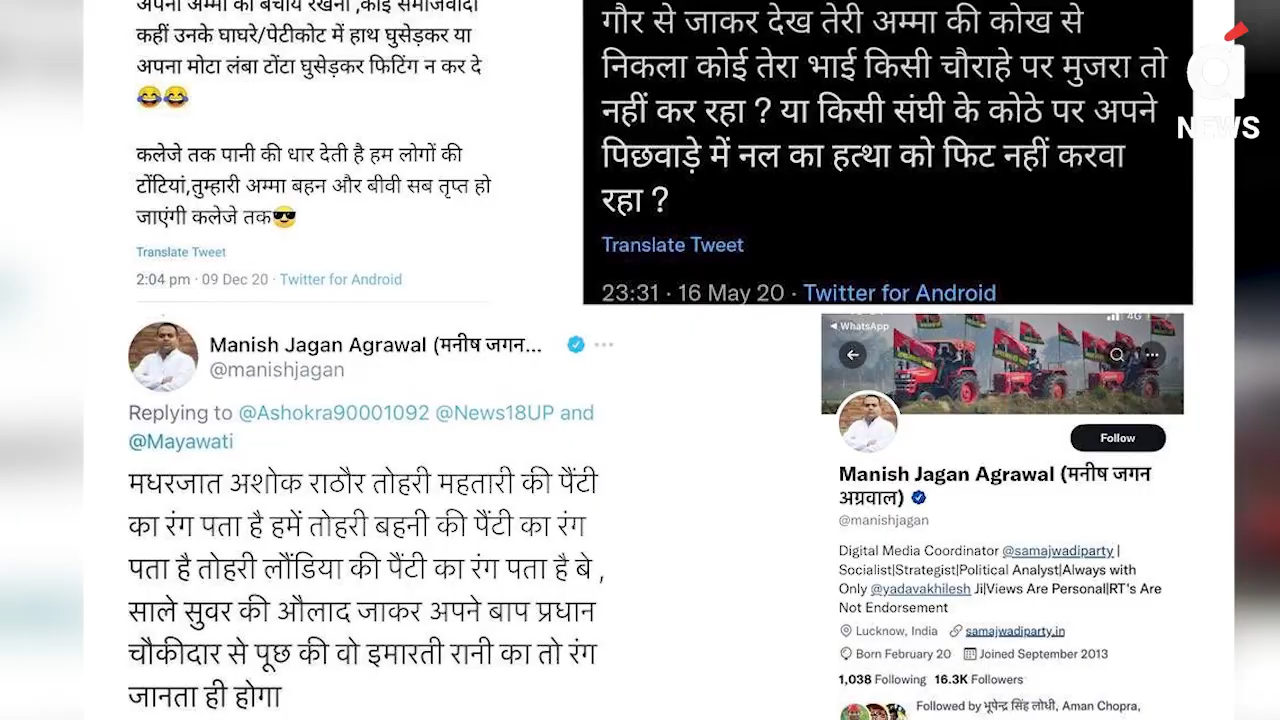 अपनी अम्मा को बचाये रखना ,कोई समाजवादी
कहीं उनके घाघरे/पेटीकोट में हाथ घुसेड़कर या
अपना मोटा लंबा टोंटा घुसेड़कर फिटिंग न कर दे
😂😂
कलेजे तक पानी की धार देती है हम लोगों की
टोंटियां,तुम्हारी अम्मा बहन और बीवी सब तृप्त हो
जाएंगी कलेजे तक😎
Translate Tweet
2:04 pm · 09 Dec 20 · Twitter for Android
गौर से जाकर देख तेरी अम्मा की कोख से
निकला कोई तेरा भाई किसी चौराहे पर मुजरा तो
नहीं कर रहा ? या किसी संघी के कोठे पर अपने
पिछवाड़े में नल का हत्था को फिट नहीं करवा
रहा ?
Translate Tweet
23:31 · 16 May 20 · Twitter for Android
a
NEWS
Manish Jagan Agrawal (मनीष जगन...
@manishjagan
Replying to @Ashokra90001092 @News18UP and
@Mayawati
मधरजात अशोक राठौर तोहरी महतारी की पैंटी
का रंग पता है हमें तोहरी बहनी की पैंटी का रंग
पता है तोहरी लौंडिया की पैंटी का रंग पता है बे ,
साले सुवर की औलाद जाकर अपने बाप प्रधान
चौकीदार से पूछ की वो इमारती रानी का तो रंग
जानता ही होगा
WhatsApp
4G
Follow
Manish Jagan Agrawal (मनीष जगन
अग्रवाल)
@manishjagan
Digital Media Coordinator @samajwadiparty |
Socialist|Strategist|Political Analyst|Always with
Only @yadavakhilesh Ji|Views Are Personal|RT's Are
Not Endorsement
Lucknow, India samajwadiparty.in
Born February 20 Joined September 2013
1,038 Following 16.3K Followers
Followed by भूपेन्द्र सिंह लोधी, Aman Chopra,